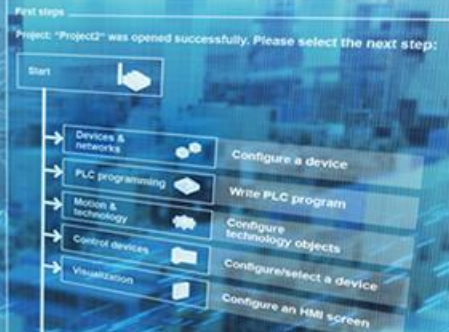 First steps
Project: "Project2" was opened successfully. Please select the next step:
Start
Devices &
networks
Configure a device
PLC programming
Write PLC program
Motion &
technology
Configure
technology objects
Control devices
Configure/select a device
Visualization
Configure an HMI screen